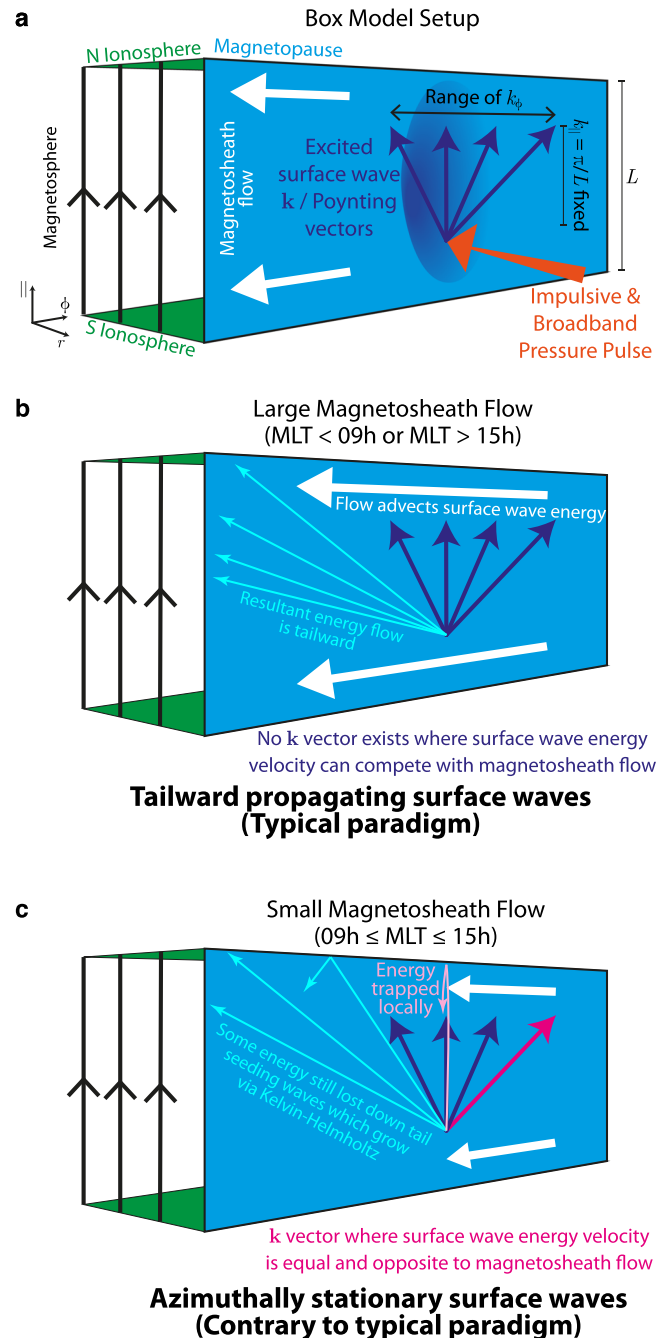 a
Box Model Setup
N Ionosphere
Magnetopause
Magnetosphere
Magnetosheath
flow
Range of kϕ
Excited
surface wave
k / Poynting
vectors
k|| = π/L fixed
L
Impulsive &
Broadband
Pressure Pulse
||
ϕ
r
S Ionosphere
b
Large Magnetosheath Flow
(MLT < 09h or MLT > 15h)
Flow advects surface wave energy
Resultant energy flow
is tailward
No k vector exists where surface wave energy
velocity can compete with magnetosheath flow
Tailward propagating surface waves
(Typical paradigm)
c
Small Magnetosheath Flow
(09h ≤ MLT ≤ 15h)
Energy
trapped
locally
Some energy still lost down tail
seeding waves which grow
via Kelvin-Helmholtz
k vector where surface wave energy velocity
is equal and opposite to magnetosheath flow
Azimuthally stationary surface waves
(Contrary to typical paradigm)